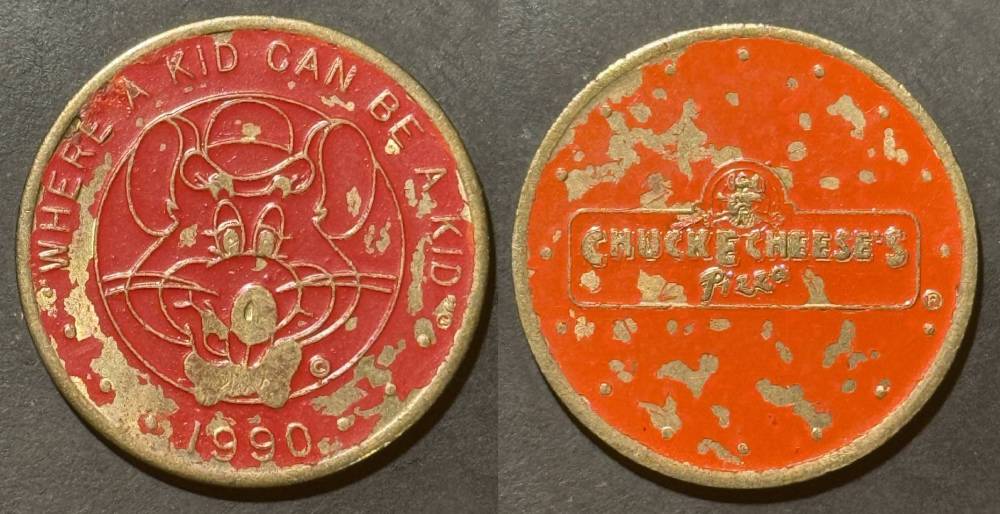 WHERE A KID CAN BE A KID®
©
1990
CHUCK E CHEESE'S
Pizza
®